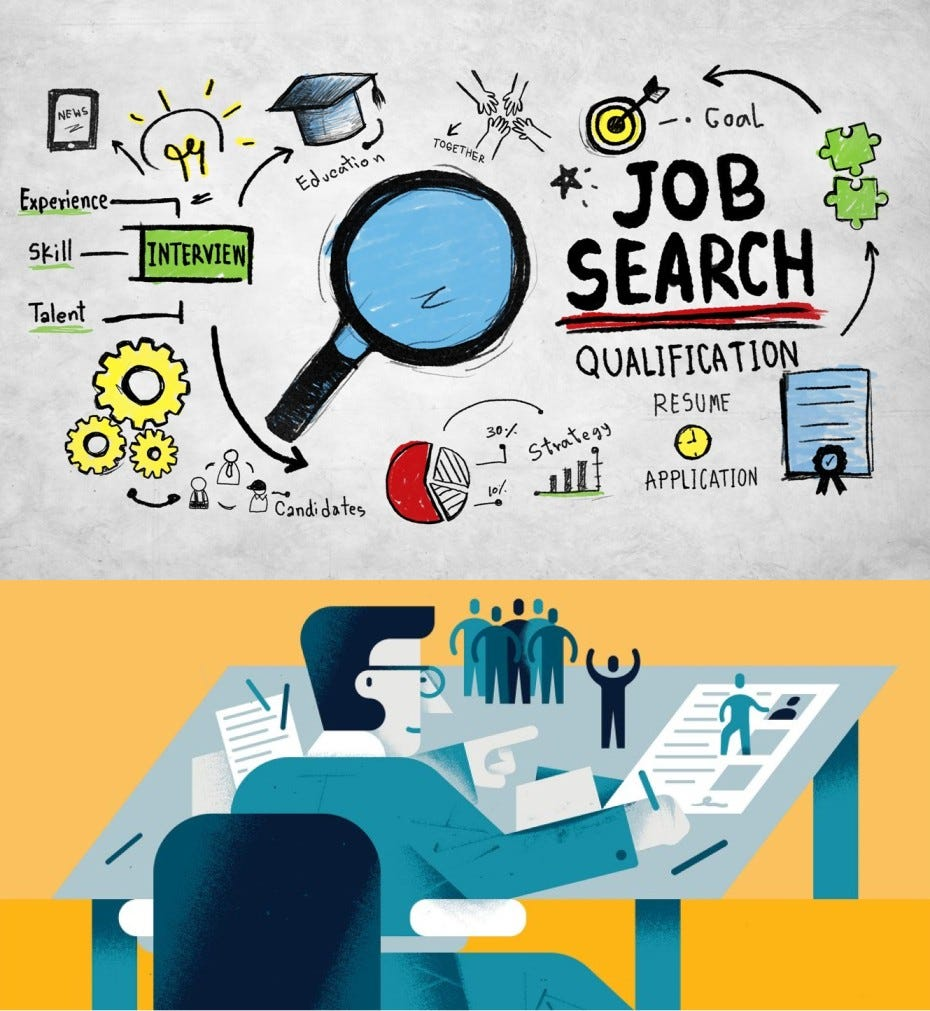 NEWS
Education
TOGETHER
Goal
JOB
SEARCH
QUALIFICATION
RESUME
APPLICATION
Experience
Skill
INTERVIEW
Talent
30%
Strategy
10%
Candidates